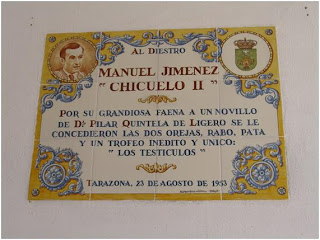 AL DIESTRO
MANUEL JIMENEZ
"CHICUELO II"
POR SU GRANDIOSA FAENA A UN NOVILLO
DE Dª PILAR QUINTELA DE LIGERO SE LE
CONCEDIERON LAS DOS OREJAS, RABO, PATA
Y UN TROFEO INEDITO Y UNICO:
"LOS TESTICULOS"
TARAZONA, 23 DE AGOSTO DE 1953